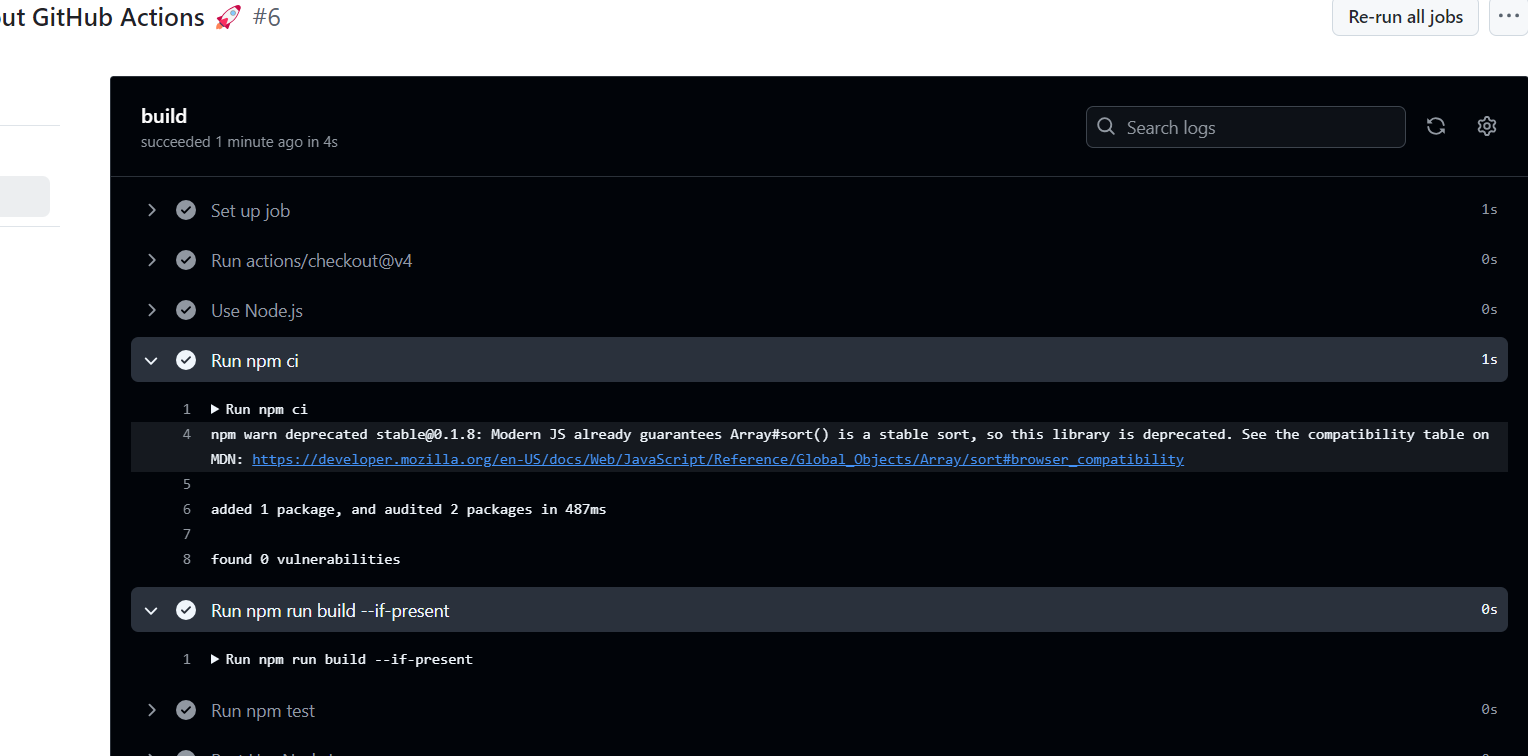 out GitHub Actions 🚀 #6
Re-run all jobs
build
succeeded 1 minute ago in 4s
Search logs
Set up job 1s
Run actions/checkout@v4 0s
Use Node.js 0s
Run npm ci 1s
1 Run npm ci
4 npm warn deprecated stable@0.1.8: Modern JS already guarantees Array#sort() is a stable sort, so this library is deprecated. See the compatibility table on
MDN: https://developer.mozilla.org/en-US/docs/Web/JavaScript/Reference/Global_Objects/Array/sort#browser_compatibility
5
6 added 1 package, and audited 2 packages in 487ms
7
8 found 0 vulnerabilities
Run npm run build --if-present 0s
1 Run npm run build --if-present
Run npm test 0s